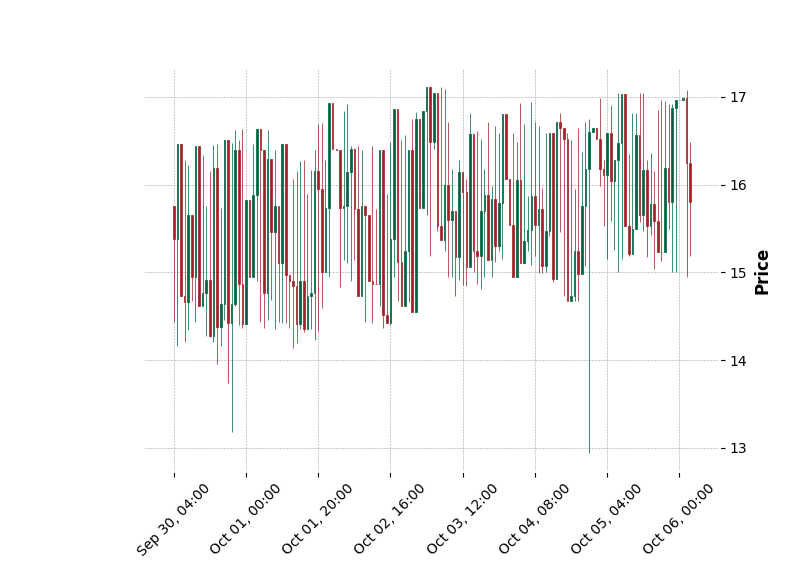 17
16
15
14
13
Price
Sep 30, 04:00
Oct 01, 00:00
Oct 01, 20:00
Oct 02, 16:00
Oct 03, 12:00
Oct 04, 08:00
Oct 05, 04:00
Oct 06, 00:00